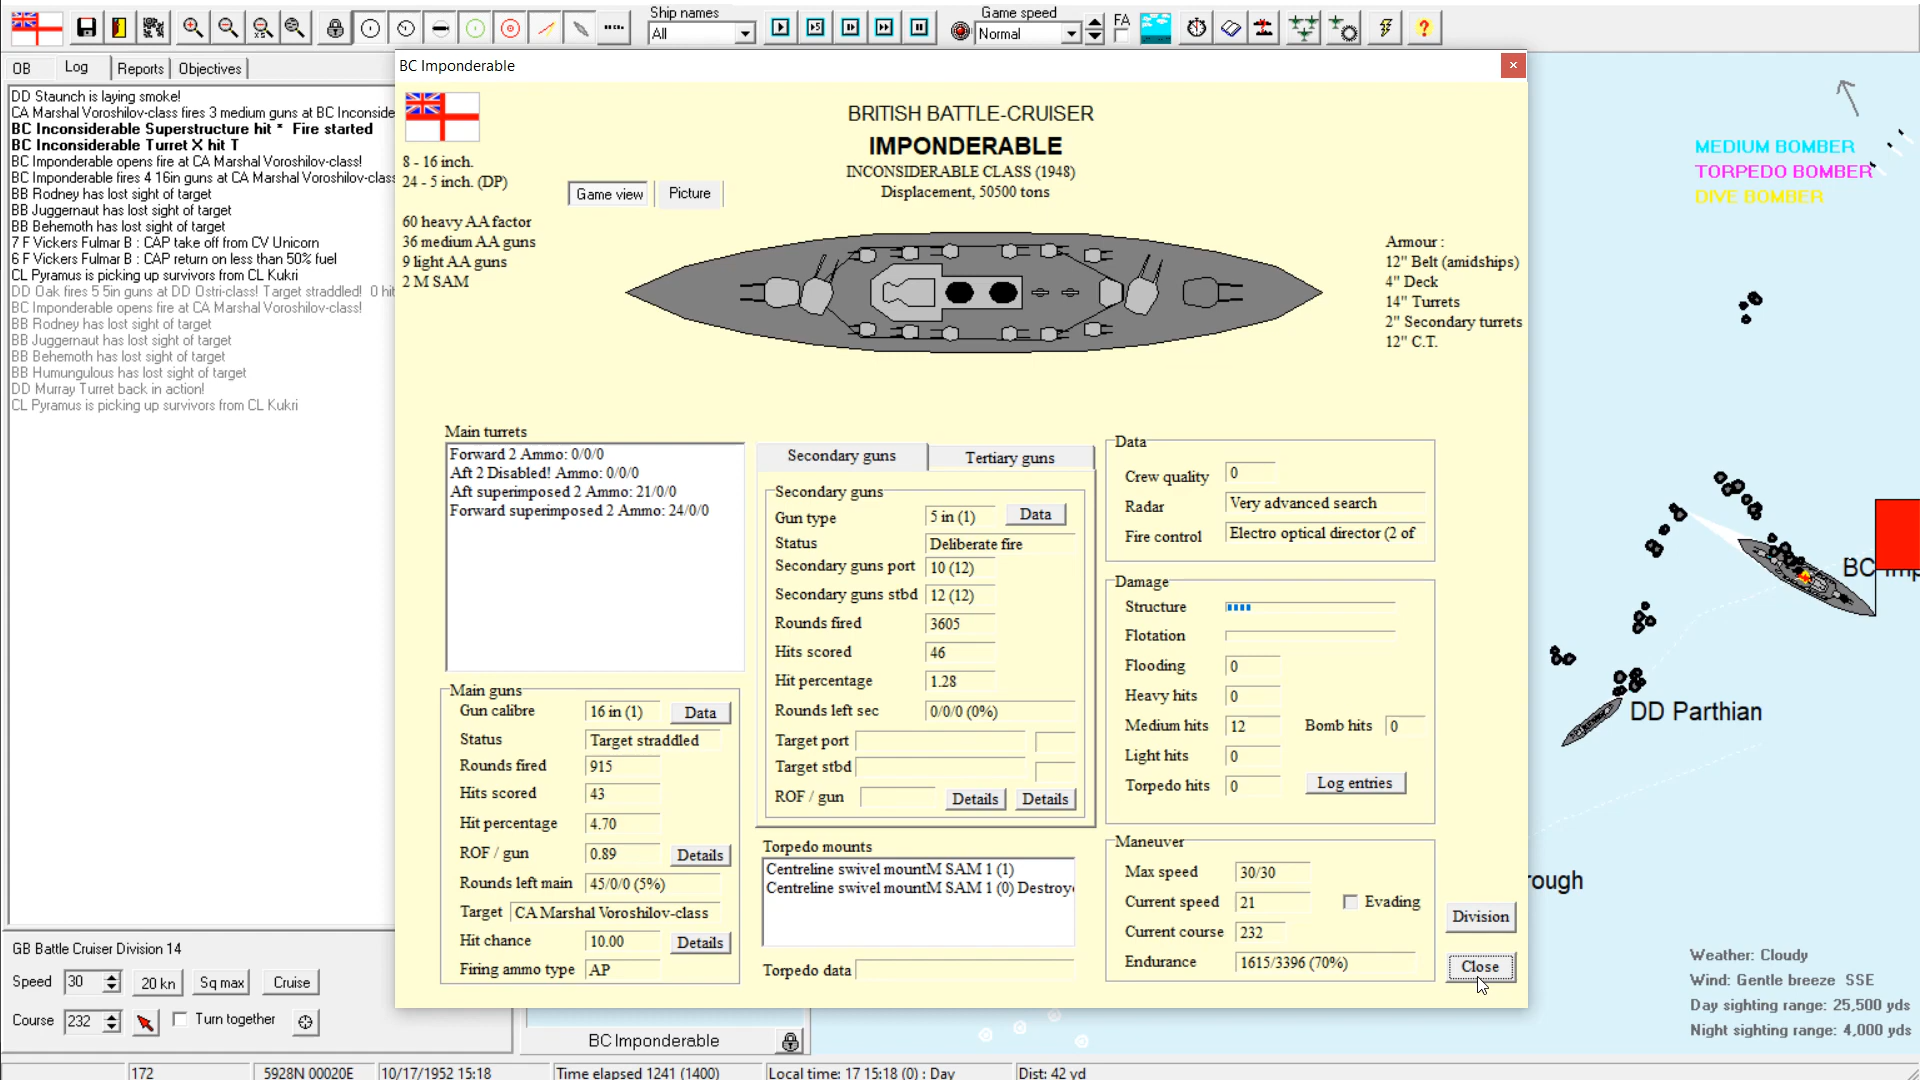 Ship names
All
Game speed
Normal
FA
OB
Log
Reports
Objectives
DD Staunch is laying smoke!
CA Marshal Voroshilov-class fires 3 medium guns at BC Inconside
BC Inconsiderable Superstructure hit * Fire started
BC Inconsiderable Turret X hit T
BC Imponderable opens fire at CA Marshal Voroshilov-class!
BC Imponderable fires 4 16in guns at CA Marshal Voroshilov-class
BB Rodney has lost sight of target
BB Juggernaut has lost sight of target
BB Behemoth has lost sight of target
7 F Vickers Fulmar B : CAP take off from CV Unicorn
6 F Vickers Fulmar B : CAP return on less than 50% fuel
CL Pyramus is picking up survivors from CL Kukri
DD Oak fires 5 5in guns at DD Ostri-class! Target straddled! 0 hit
BC Imponderable opens fire at CA Marshal Voroshilov-class!
BB Rodney has lost sight of target
BB Juggernaut has lost sight of target
BB Behemoth has lost sight of target
BB Humungulous has lost sight of target
DD Murray Turret back in action!
CL Pyramus is picking up survivors from CL Kukri
GB Battle Cruiser Division 14
Speed 30 20 kn Sq max Cruise
Course 232 Turn together
BC Imponderable
BRITISH BATTLE-CRUISER
IMPONDERABLE
INCONSIDERABLE CLASS (1948)
Displacement, 50500 tons
8 - 16 inch.
24 - 5 inch. (DP)
60 heavy AA factor
36 medium AA guns
9 light AA guns
2 M SAM
Game view
Picture
Armour :
12" Belt (amidships)
4" Deck
14" Turrets
2" Secondary turrets
12" C.T.
Main turrets
Forward 2 Ammo: 0/0/0
Aft 2 Disabled! Ammo: 0/0/0
Aft superimposed 2 Ammo: 21/0/0
Forward superimposed 2 Ammo: 24/0/0
Main guns
Gun calibre 16 in (1) Data
Status Target straddled
Rounds fired 915
Hits scored 43
Hit percentage 4.70
ROF / gun 0.89 Details
Rounds left main 45/0/0 (5%)
Target CA Marshal Voroshilov-class
Hit chance 10.00 Details
Firing ammo type AP
Secondary guns
Tertiary guns
Secondary guns
Gun type 5 in (1) Data
Status Deliberate fire
Secondary guns port 10 (12)
Secondary guns stbd 12 (12)
Rounds fired 3605
Hits scored 46
Hit percentage 1.28
Rounds left sec 0/0/0 (0%)
Target port
Target stbd
ROF / gun Details Details
Torpedo mounts
Centreline swivel mountM SAM 1 (1)
Centreline swivel mountM SAM 1 (0) Destroye
Torpedo data
Data
Crew quality 0
Radar Very advanced search
Fire control Electro optical director (2 of
Damage
Structure
Flotation
Flooding 0
Heavy hits 0
Medium hits 12 Bomb hits 0
Light hits 0
Torpedo hits 0 Log entries
Maneuver
Max speed 30/30
Current speed 21 Evading
Current course 232
Endurance 1615/3396 (70%)
Division
Close
MEDIUM BOMBER
TORPEDO BOMBER
DIVE BOMBER
BC Imp
DD Parthian
rough
Weather: Cloudy
Wind: Gentle breeze SSE
Day sighting range: 25,500 yds
Night sighting range: 4,000 yds
BC Imponderable
172
5928N 00020E
10/17/1952 15:18
Time elapsed 1241 (1400)
Local time: 17 15:18 (0) : Day
Dist: 42 yd